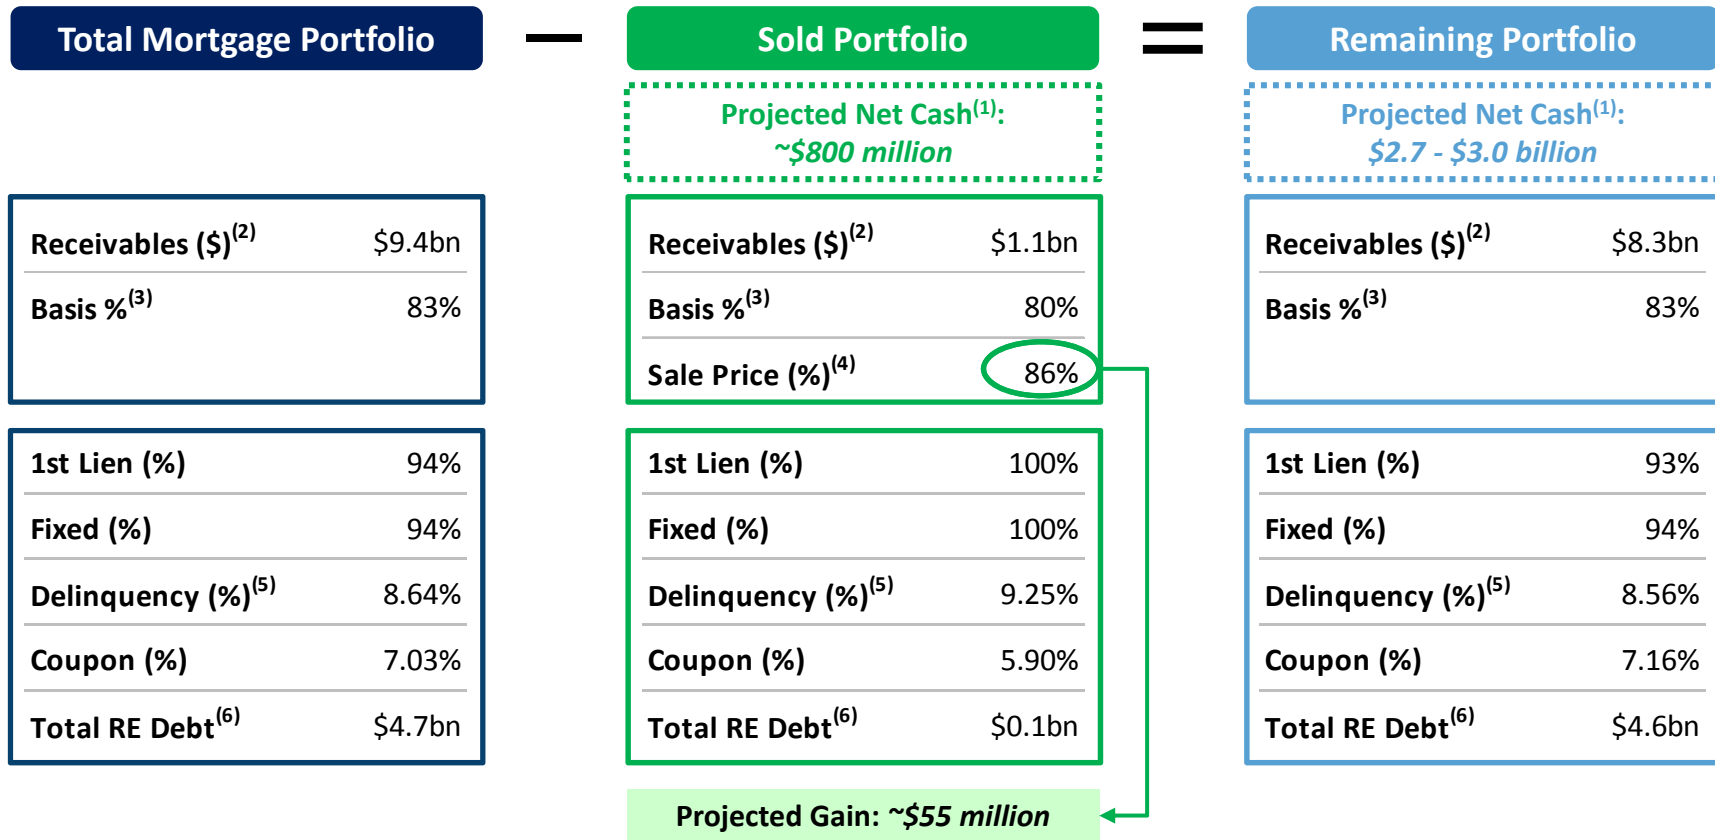 Total Mortgage Portfolio
—
Sold Portfolio
=
Remaining Portfolio
Projected Net Cash(1):
~$800 million
Projected Net Cash(1):
$2.7 - $3.0 billion
Receivables ($)(2) $9.4bn
Basis %(3) 83%
Receivables ($)(2) $1.1bn
Basis %(3) 80%
Sale Price (%)(4) 86%
Receivables ($)(2) $8.3bn
Basis %(3) 83%
1st Lien (%) 94%
Fixed (%) 94%
Delinquency (%)(5) 8.64%
Coupon (%) 7.03%
Total RE Debt(6) $4.7bn
1st Lien (%) 100%
Fixed (%) 100%
Delinquency (%)(5) 9.25%
Coupon (%) 5.90%
Total RE Debt(6) $0.1bn
1st Lien (%) 93%
Fixed (%) 94%
Delinquency (%)(5) 8.56%
Coupon (%) 7.16%
Total RE Debt(6) $4.6bn
Projected Gain: ~$55 million